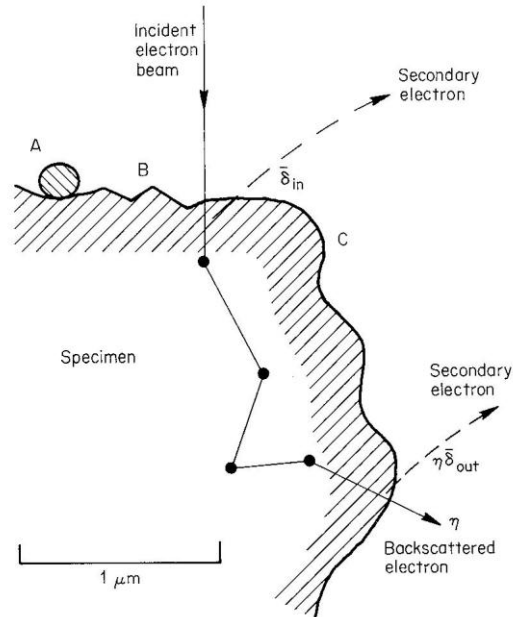 Incident
electron
beam
Secondary
electron
A
B
δ̄in
C
Specimen
Secondary
electron
ηδ̄out
η
Backscattered
electron
1 μm